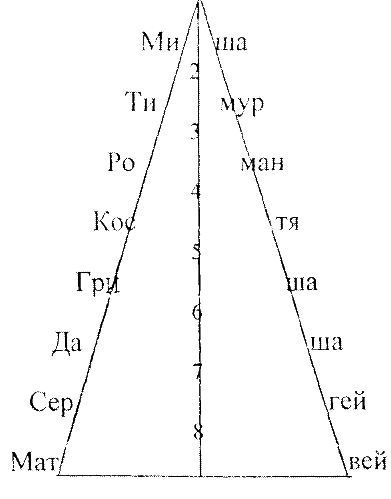 Ми ша
2
Ти мур
3
Ро ман
4
Кос тя
5
Гри ша
6
Да ша
7
Сер гей
8
Мат вей